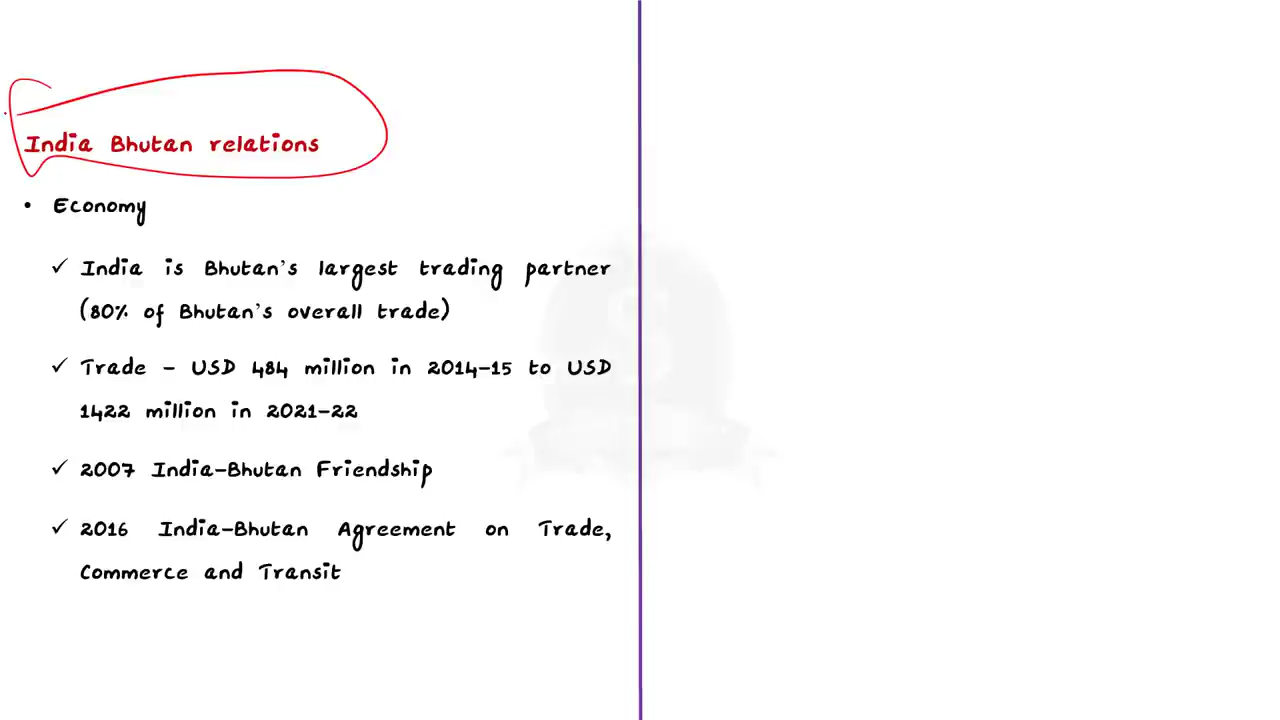 India Bhutan relations
• Economy
✓ India is Bhutan's largest trading partner
(80% of Bhutan's overall trade)
✓ Trade – USD 484 million in 2014-15 to USD
1422 million in 2021-22
✓ 2007 India-Bhutan Friendship
✓ 2016 India-Bhutan Agreement on Trade,
Commerce and Transit